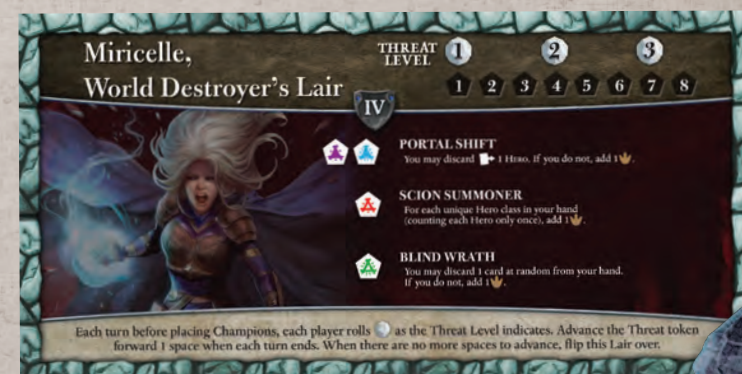 Miricelle,
World Destroyer's Lair
THREAT LEVEL 1 2 3
1 2 3 4 5 6 7 8
IV
PORTAL SHIFT
You may discard 1 HERO. If you do not, add 1.
SCION SUMMONER
For each unique Hero class in your hand
(counting each Hero only once), add 1.
BLIND WRATH
You may discard 1 card at random from your hand.
If you do not, add 1.
Each turn before placing Champions, each player rolls as the Threat Level indicates. Advance the Threat token
forward 1 space when each turn ends. When there are no more spaces to advance, flip this Lair over.